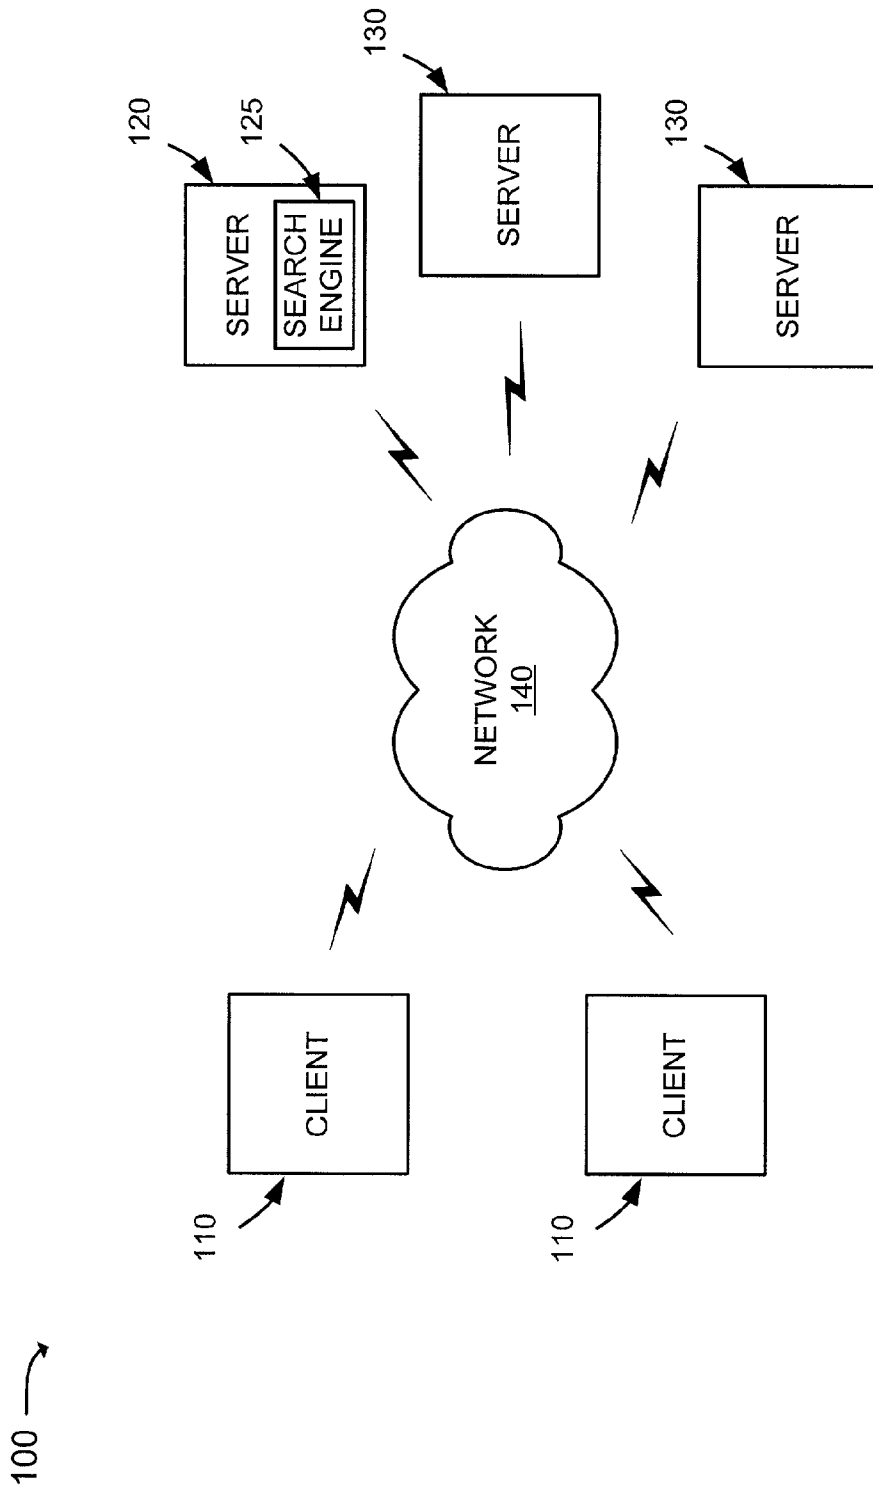 100
110
CLIENT
110
CLIENT
NETWORK
140
120
SERVER
125
SEARCH
ENGINE
130
SERVER
130
SERVER